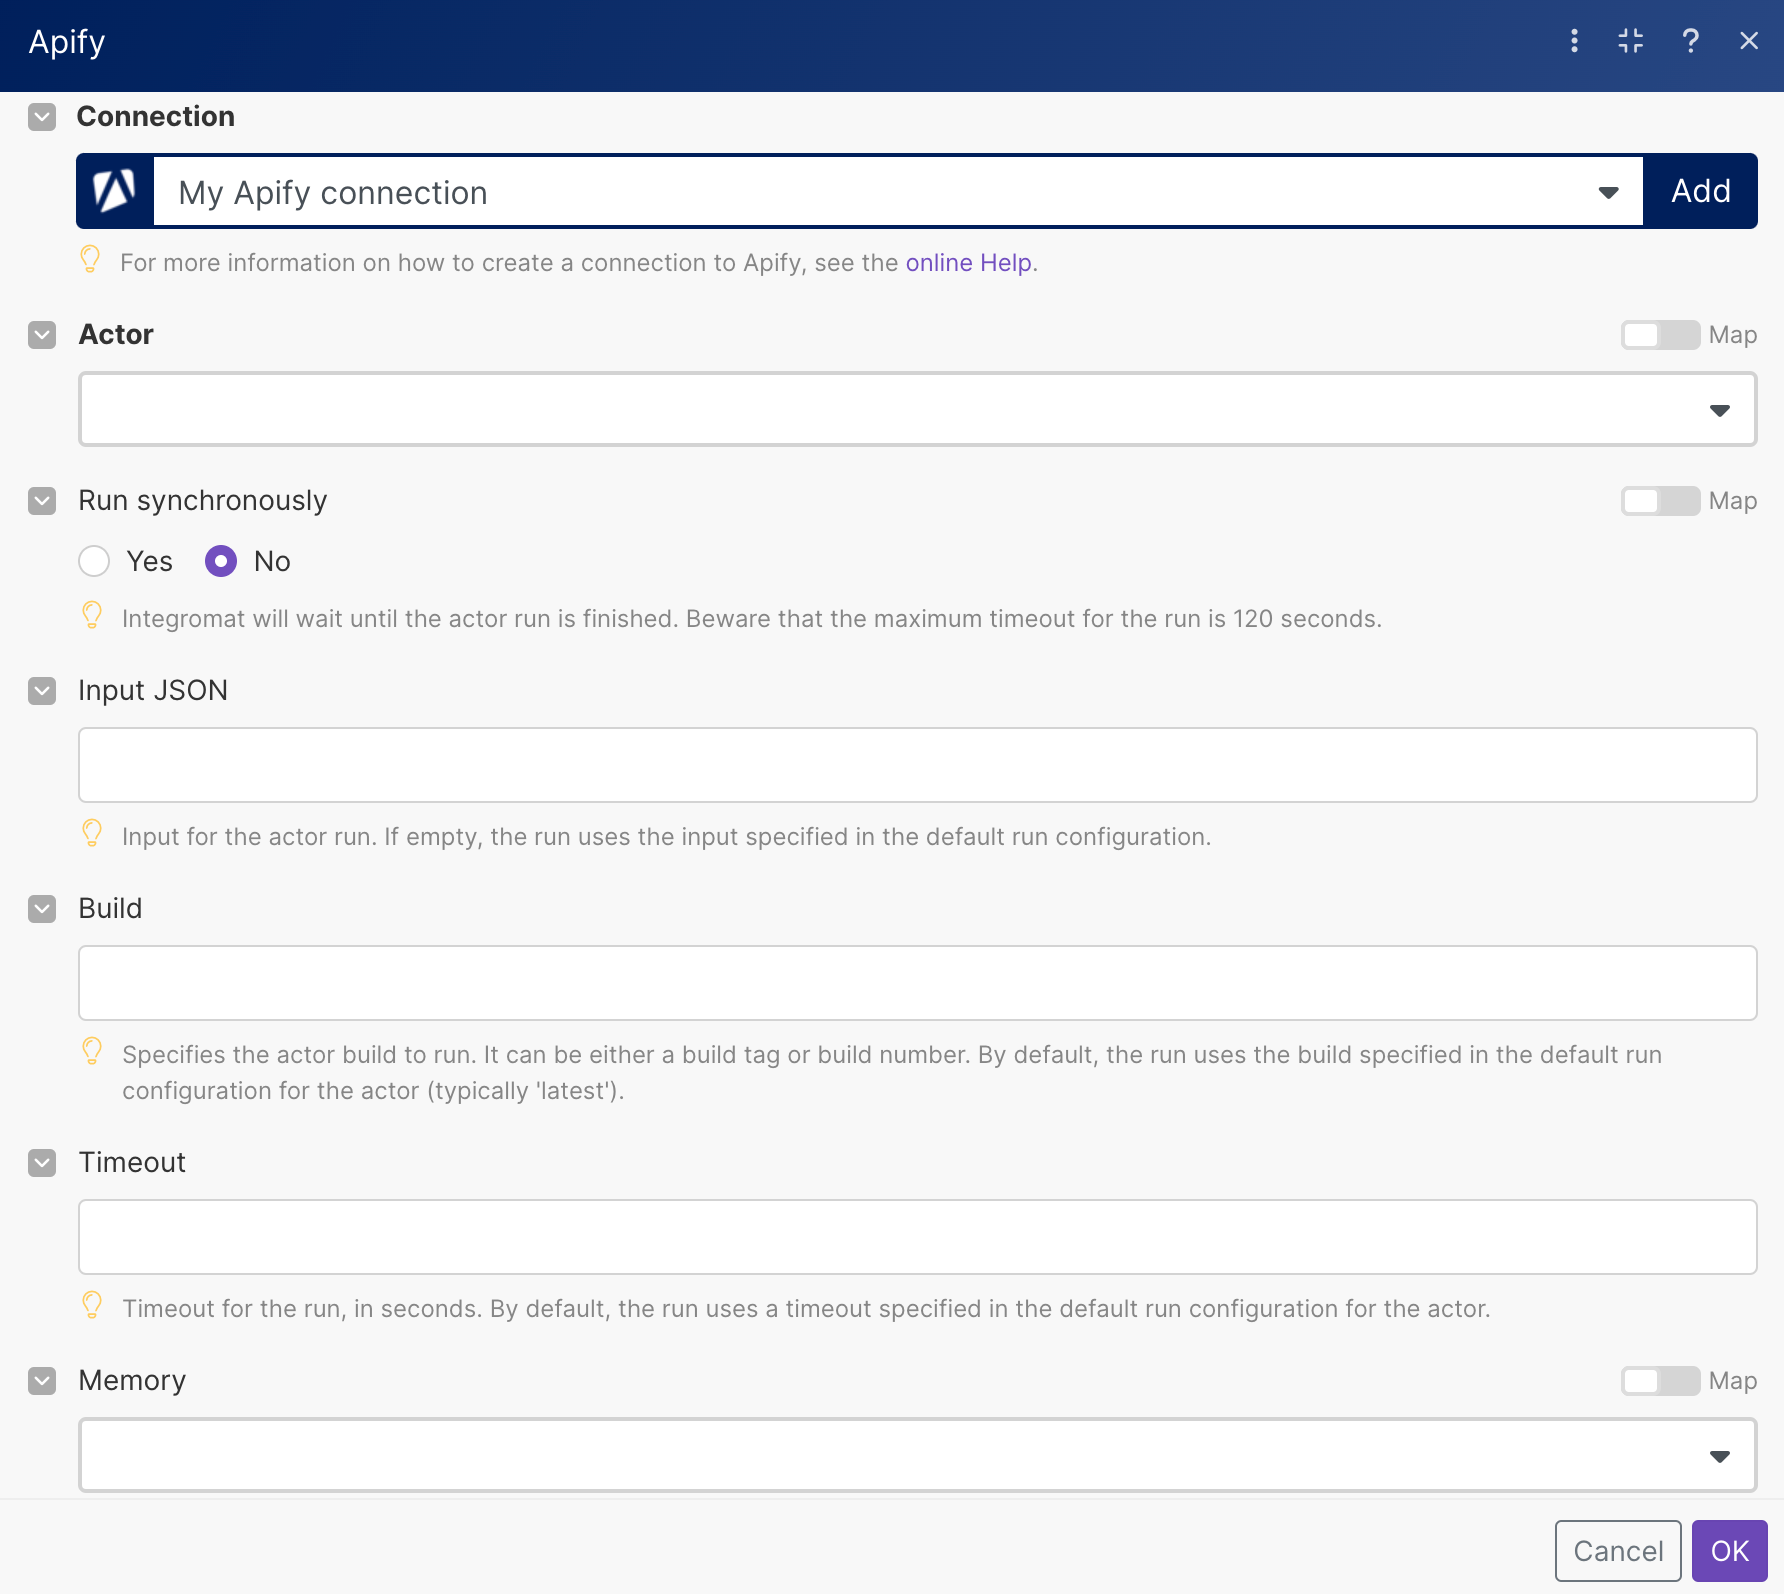 Apify
Connection
My Apify connection
Add
For more information on how to create a connection to Apify, see the online Help.
Actor
Map
Run synchronously
Map
Yes
No
Integromat will wait until the actor run is finished. Beware that the maximum timeout for the run is 120 seconds.
Input JSON
Input for the actor run. If empty, the run uses the input specified in the default run configuration.
Build
Specifies the actor build to run. It can be either a build tag or build number. By default, the run uses the build specified in the default run
configuration for the actor (typically 'latest').
Timeout
Timeout for the run, in seconds. By default, the run uses a timeout specified in the default run configuration for the actor.
Memory
Map
Cancel
OK